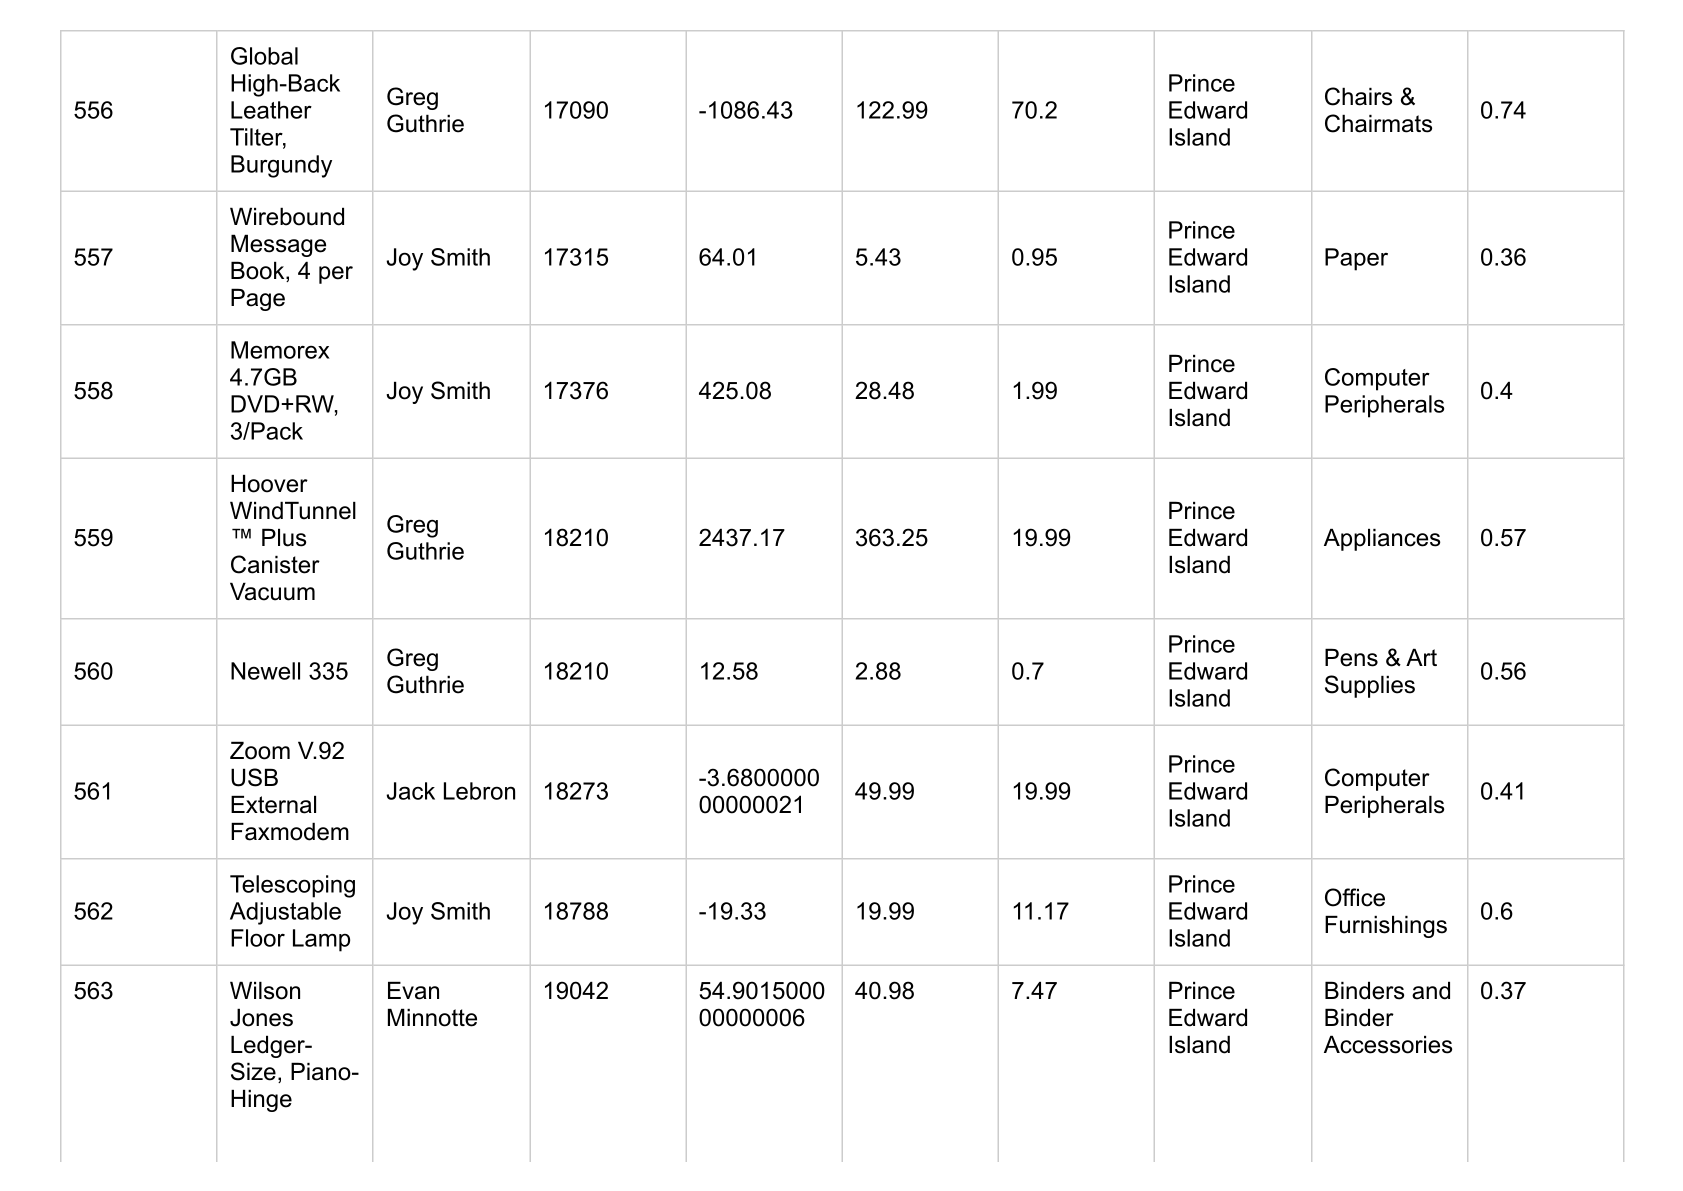 556
Global
High-Back
Leather
Tilter,
Burgundy
Greg
Guthrie
17090
-1086.43
122.99
70.2
Prince
Edward
Island
Chairs &
Chairmats
0.74
557
Wirebound
Message
Book, 4 per
Page
Joy Smith
17315
64.01
5.43
0.95
Prince
Edward
Island
Paper
0.36
558
Memorex
4.7GB
DVD+RW,
3/Pack
Joy Smith
17376
425.08
28.48
1.99
Prince
Edward
Island
Computer
Peripherals
0.4
559
Hoover
WindTunnel
™ Plus
Canister
Vacuum
Greg
Guthrie
18210
2437.17
363.25
19.99
Prince
Edward
Island
Appliances
0.57
560
Newell 335
Greg
Guthrie
18210
12.58
2.88
0.7
Prince
Edward
Island
Pens & Art
Supplies
0.56
561
Zoom V.92
USB
External
Faxmodem
Jack Lebron
18273
-3.6800000
00000021
49.99
19.99
Prince
Edward
Island
Computer
Peripherals
0.41
562
Telescoping
Adjustable
Floor Lamp
Joy Smith
18788
-19.33
19.99
11.17
Prince
Edward
Island
Office
Furnishings
0.6
563
Wilson
Jones
Ledger-
Size, Piano-
Hinge
Evan
Minnotte
19042
54.9015000
00000006
40.98
7.47
Prince
Edward
Island
Binders and
Binder
Accessories
0.37